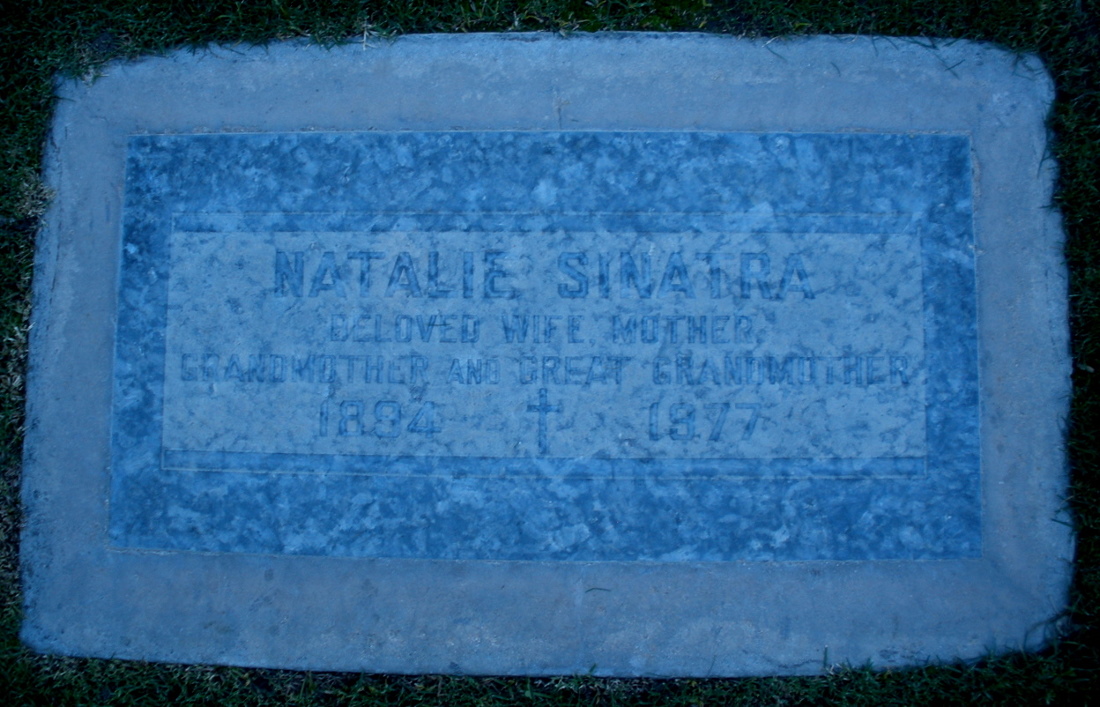 NATALIE SINATRA
BELOVED WIFE, MOTHER,
GRANDMOTHER AND GREAT GRANDMOTHER
1894 1977